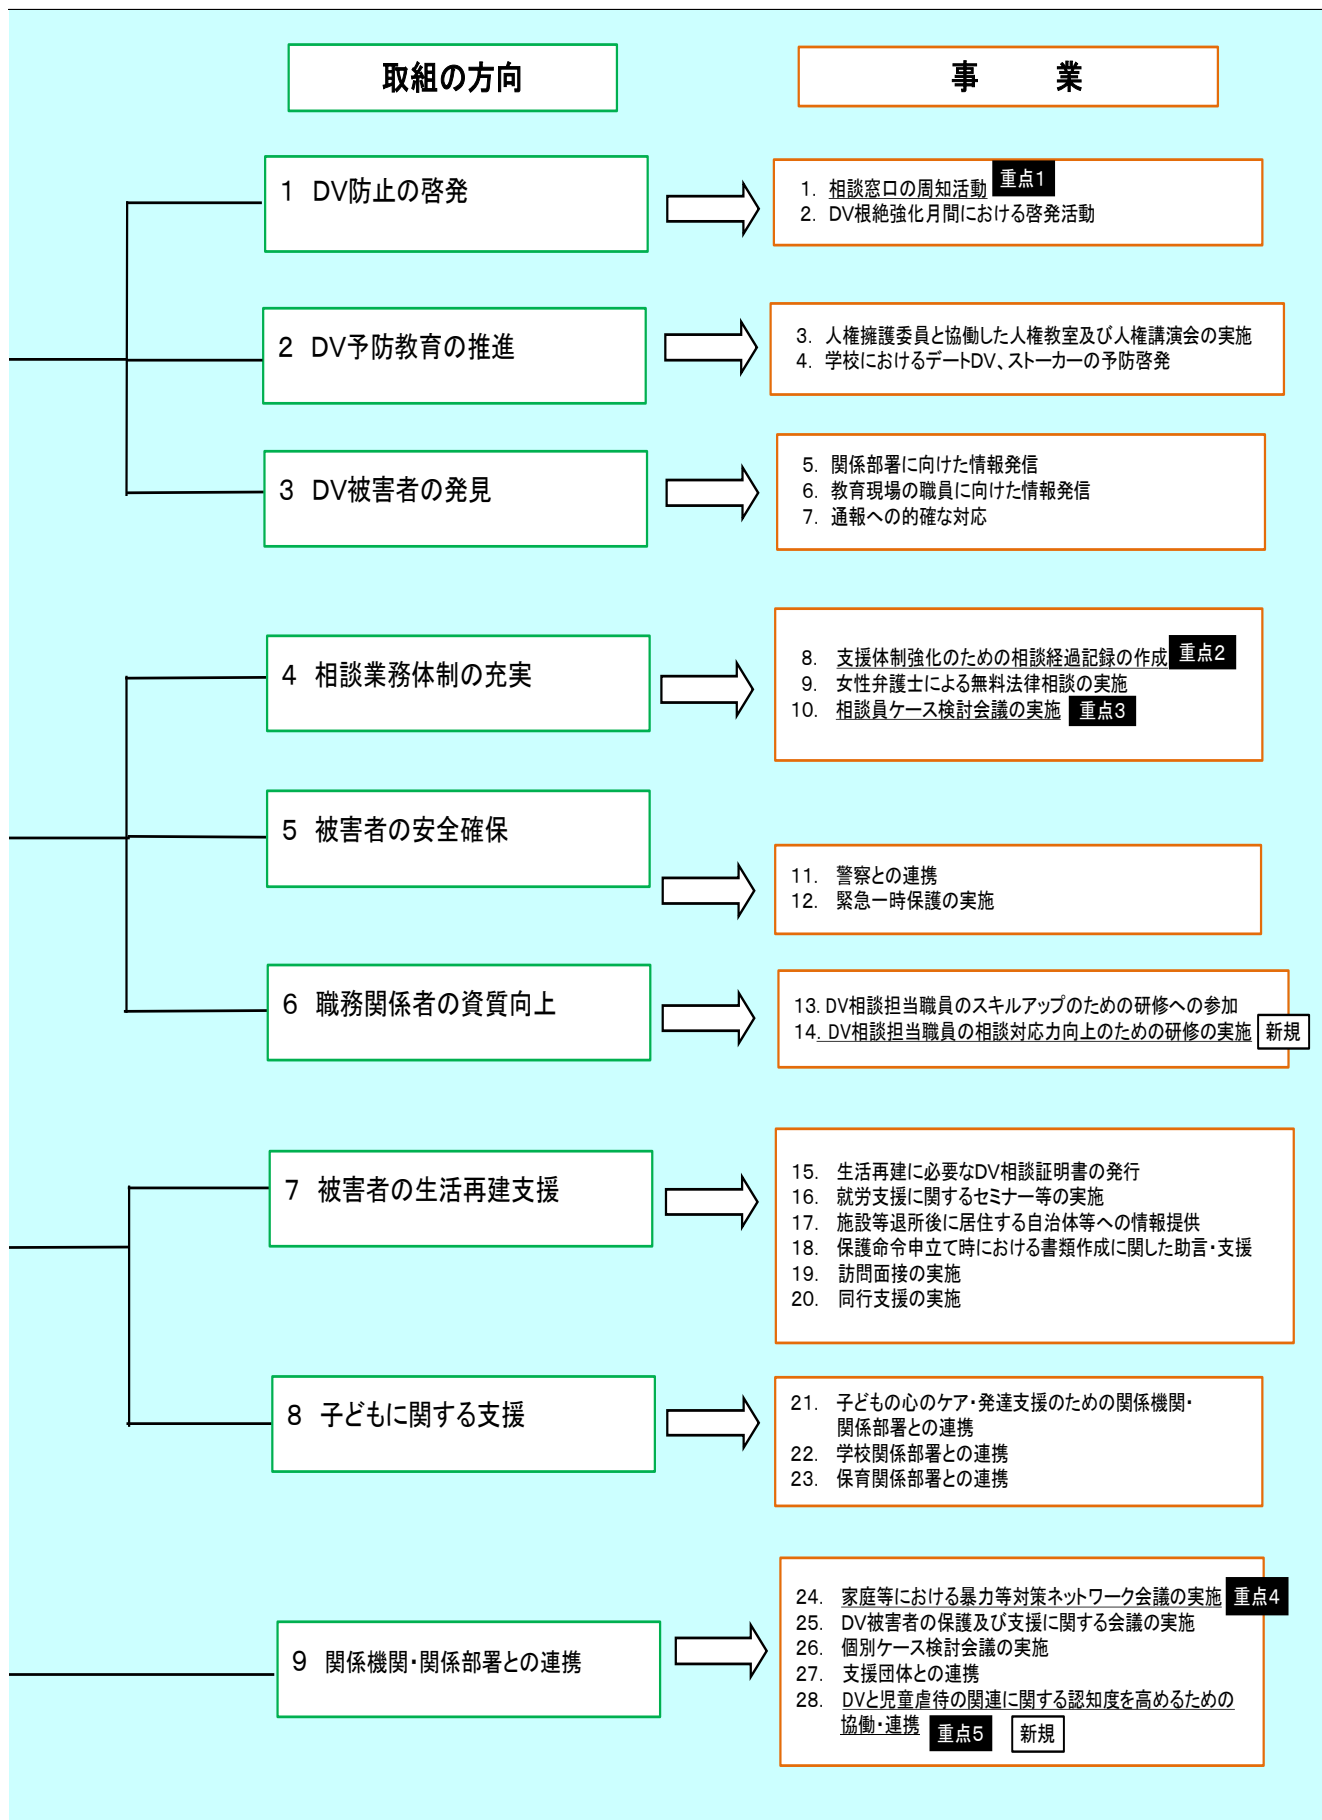 取組の方向
事　業
1 DV防止の啓発
1. 相談窓口の周知活動 重点1
2. DV根絶強化月間における啓発活動
2 DV予防教育の推進
3. 人権擁護委員と協働した人権教室及び人権講演会の実施
4. 学校におけるデートDV、ストーカーの予防啓発
3 DV被害者の発見
5. 関係部署に向けた情報発信
6. 教育現場の職員に向けた情報発信
7. 通報への的確な対応
4 相談業務体制の充実
8. 支援体制強化のための相談経過記録の作成 重点2
9. 女性弁護士による無料法律相談の実施
10. 相談員ケース検討会議の実施 重点3
5 被害者の安全確保
11. 警察との連携
12. 緊急一時保護の実施
6 職務関係者の資質向上
13. DV相談担当職員のスキルアップのための研修への参加
14. DV相談担当職員の相談対応力向上のための研修の実施 新規
7 被害者の生活再建支援
15. 生活再建に必要なDV相談証明書の発行
16. 就労支援に関するセミナー等の実施
17. 施設等退所後に居住する自治体等への情報提供
18. 保護命令申立て時における書類作成に関した助言・支援
19. 訪問面接の実施
20. 同行支援の実施
8 子どもに関する支援
21. 子どもの心のケア・発達支援のための関係機関・
関係部署との連携
22. 学校関係部署との連携
23. 保育関係部署との連携
9 関係機関・関係部署との連携
24. 家庭等における暴力等対策ネットワーク会議の実施 重点4
25. DV被害者の保護及び支援に関する会議の実施
26. 個別ケース検討会議の実施
27. 支援団体との連携
28. DVと児童虐待の関連に関する認知度を高めるための
協働・連携 重点5 新規